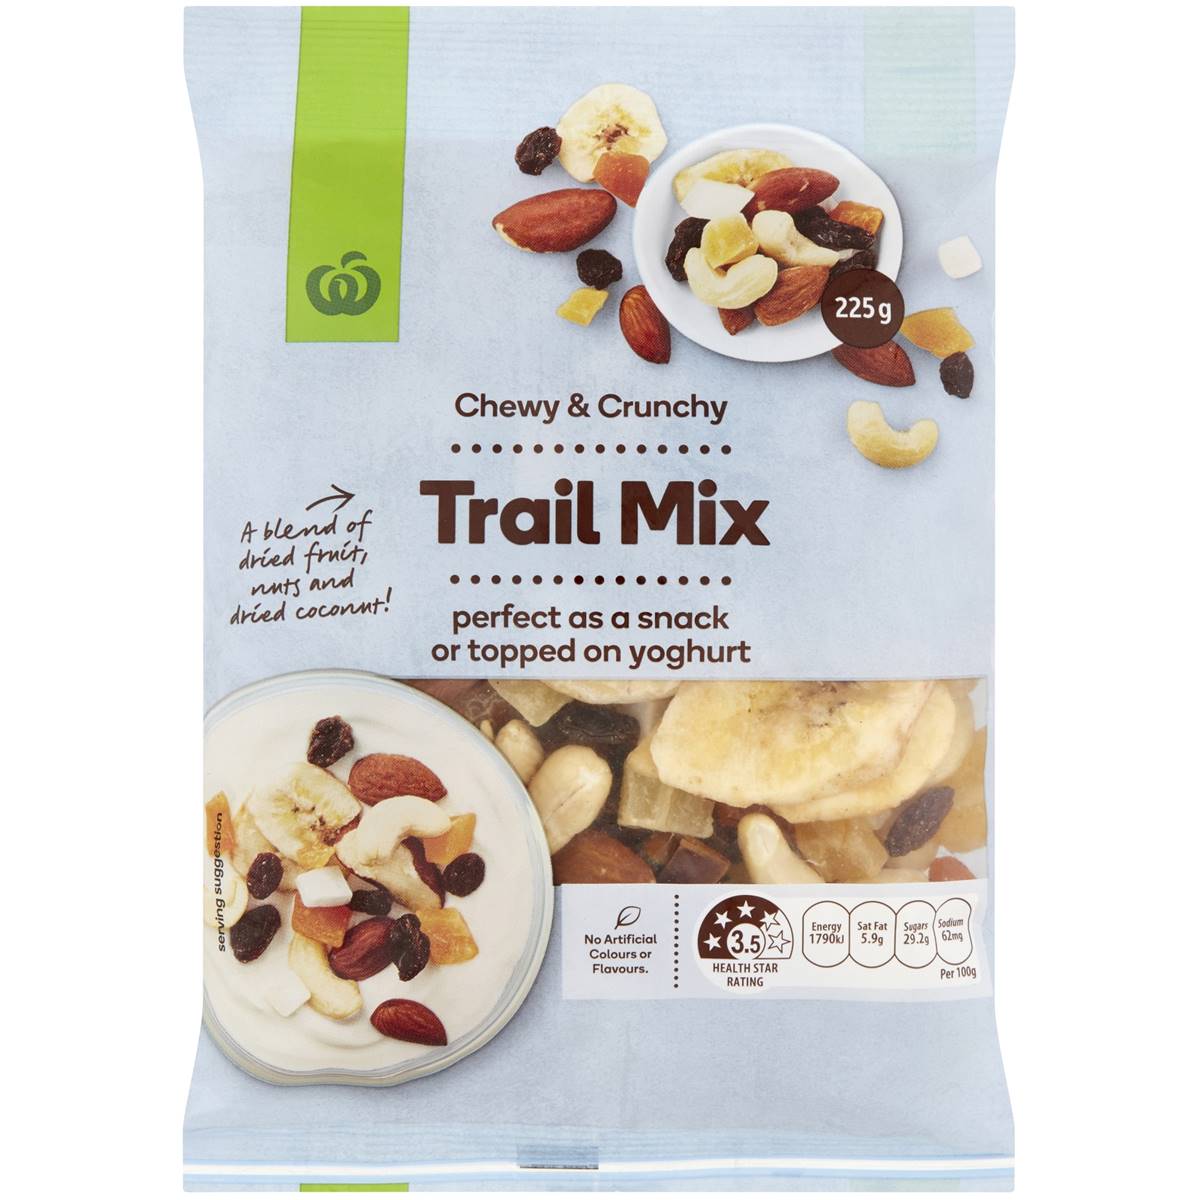 225g
Chewy & Crunchy
Trail Mix
A blend of
dried fruit,
nuts and
dried coconut!
perfect as a snack
or topped on yoghurt
serving suggestion
No Artificial
Colours or
Flavours.
3.5
HEALTH STAR
RATING
Energy
1790kJ
Sat Fat
5.9g
Sugars
29.2g
Sodium
62mg
Per 100g